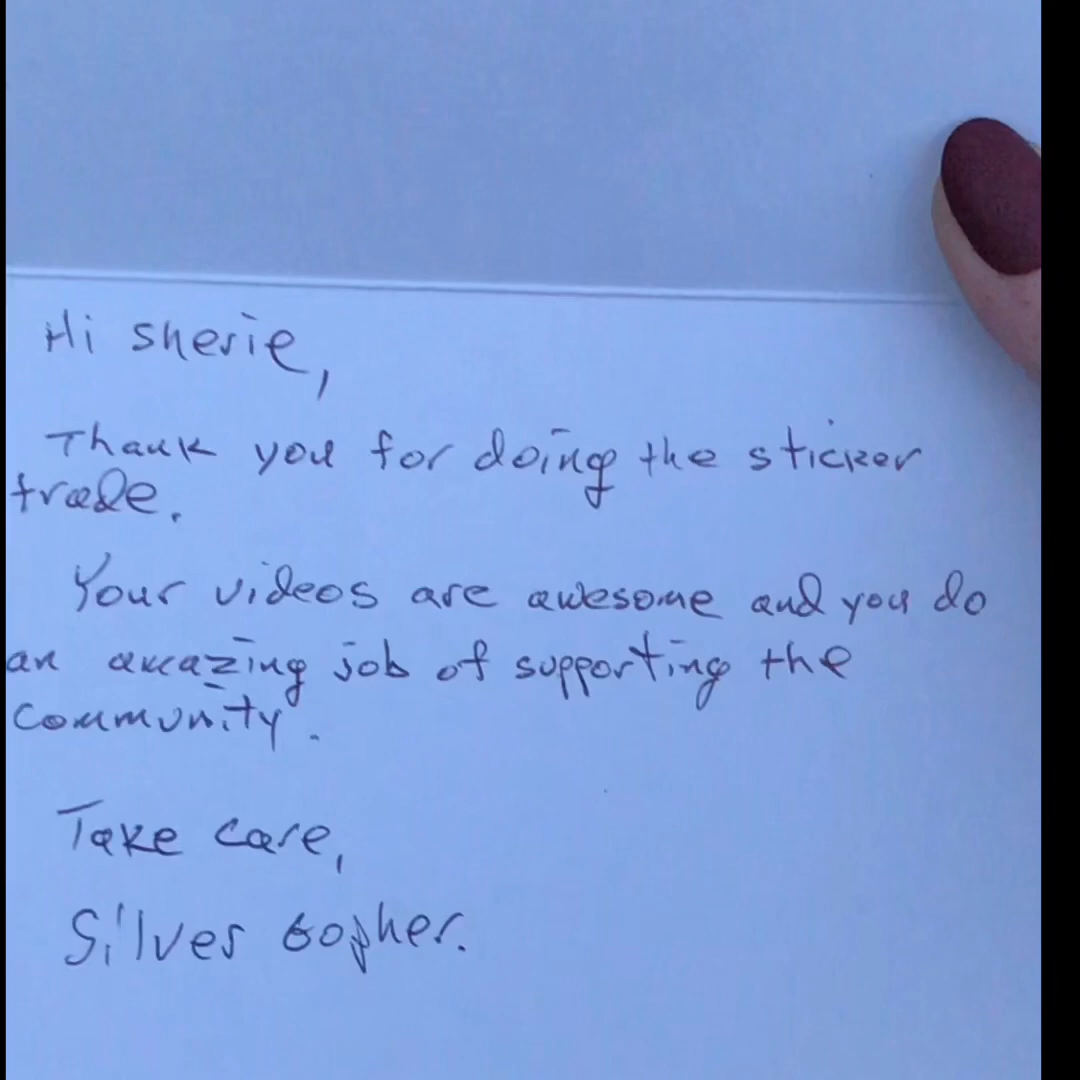 Hi Sherie,
Thank you for doing the sticker
trade.
Your videos are awesome and you do
an amazing job of supporting the
community.
Take care,
Silver Gopher.